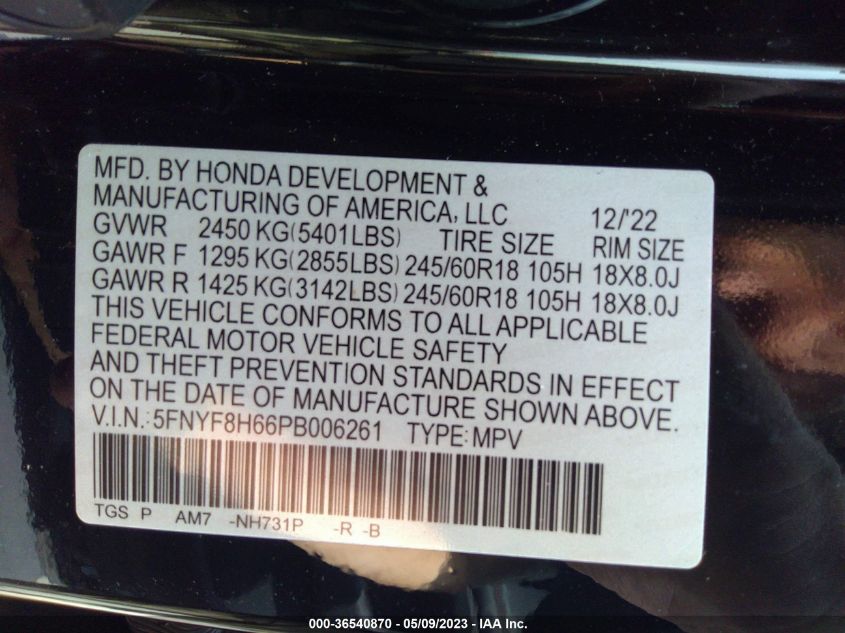 MFD. BY HONDA DEVELOPMENT &
MANUFACTURING OF AMERICA, LLC 12/'22
GVWR 2450 KG(5401LBS) TIRE SIZE RIM SIZE
GAWR F 1295 KG(2855LBS) 245/60R18 105H 18X8.0J
GAWR R 1425 KG(3142LBS) 245/60R18 105H 18X8.0J
THIS VEHICLE CONFORMS TO ALL APPLICABLE
FEDERAL MOTOR VEHICLE SAFETY
AND THEFT PREVENTION STANDARDS IN EFFECT
ON THE DATE OF MANUFACTURE SHOWN ABOVE.
V.I.N.: 5FNYF8H66PB006261 TYPE: MPV
TGS P AM7 -NH731P -R -B
000-36540870 - 05/09/2023 - IAA Inc.